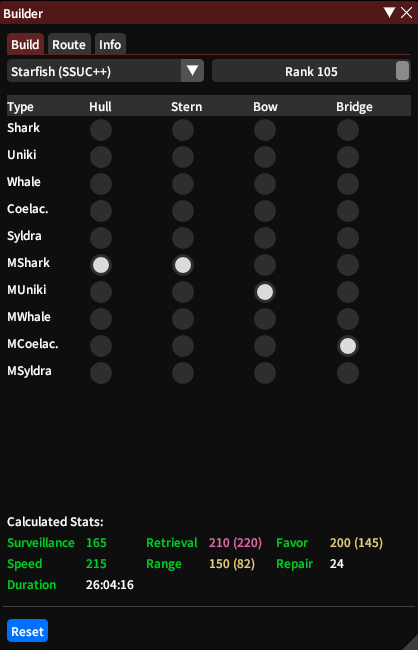 Builder
Build Route Info
Starfish (SSUC++) Rank 105
Type Hull Stern Bow Bridge
Shark
Uniki
Whale
Coelac.
Syldra
MShark
MUniki
MWhale
MCoelac.
MSyldra
Calculated Stats:
Surveillance 165 Retrieval 210 (220) Favor 200 (145)
Speed 215 Range 150 (82) Repair 24
Duration 26:04:16
Reset